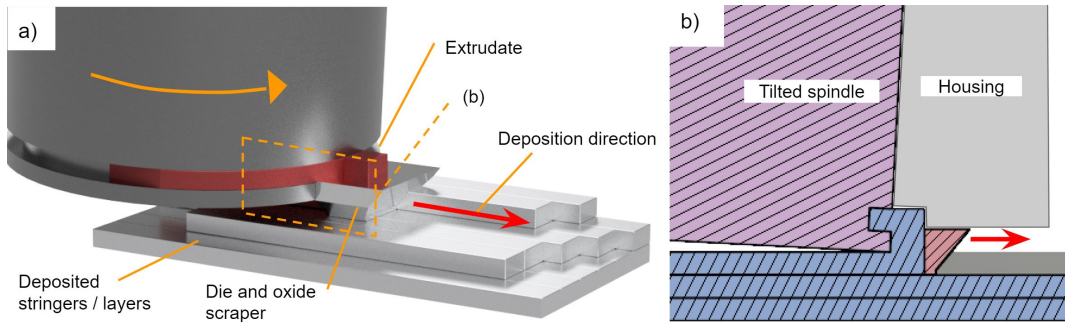 a)
Extrudate
(b)
Deposition direction
Deposited
stringers / layers
Die and oxide
scraper
b)
Tilted spindle
Housing